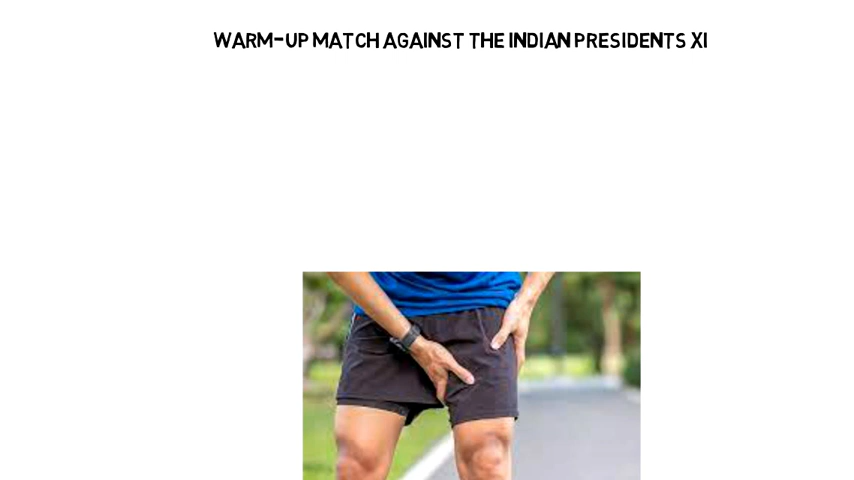 WARM-UP MATCH AGAINST THE INDIAN PRESIDENTS XI